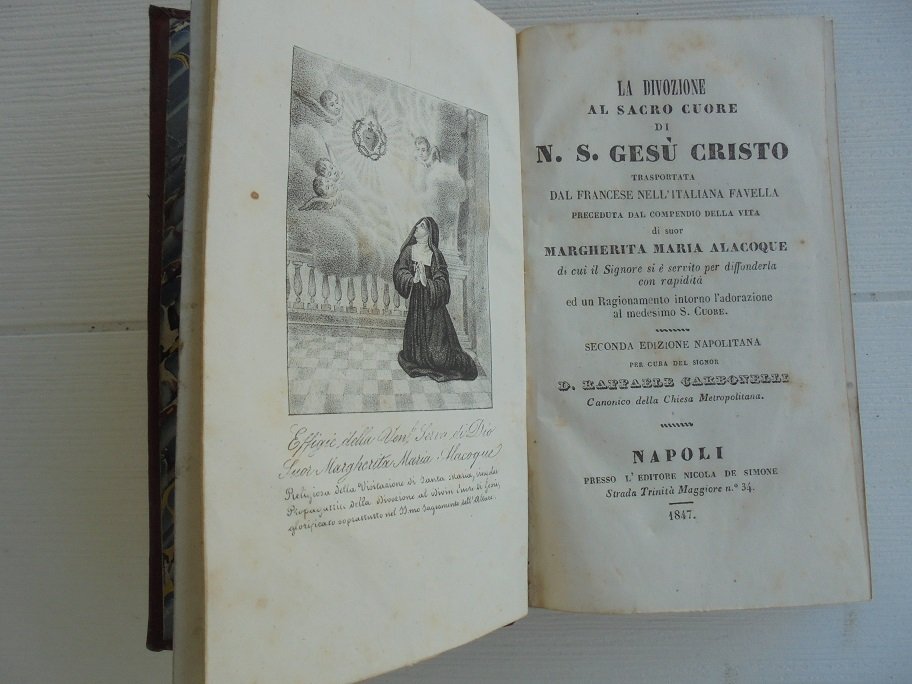 Effigie della Ven. Serva di Dio
Suor Margherita Maria Alacoque
Religiosa della Visitazione di Santa Maria,
Propagatrice della Divozione al Divin Cuore di Gesù,
glorificato soprattutto nel SS.mo Sagramento dell'Altare.
LA DIVOZIONE
AL SACRO CUORE
DI
N. S. GESÙ CRISTO
TRASPORTATA
DAL FRANCESE NELL'ITALIANA FAVELLA
PRECEDUTA DAL COMPENDIO DELLA VITA
di suor
MARGHERITA MARIA ALACOQUE
di cui il Signore si è servito per diffonderla
con rapidità
ed un Ragionamento intorno l'adorazione
al medesimo S. CUORE.
SECONDA EDIZIONE NAPOLITANA
PER CURA DEL SIGNOR
D. RAFFAELE CARBONELLI
Canonico della Chiesa Metropolitana.
NAPOLI
PRESSO L'EDITORE NICOLA DE SIMONE
Strada Trinità Maggiore n.º 34.
1847.